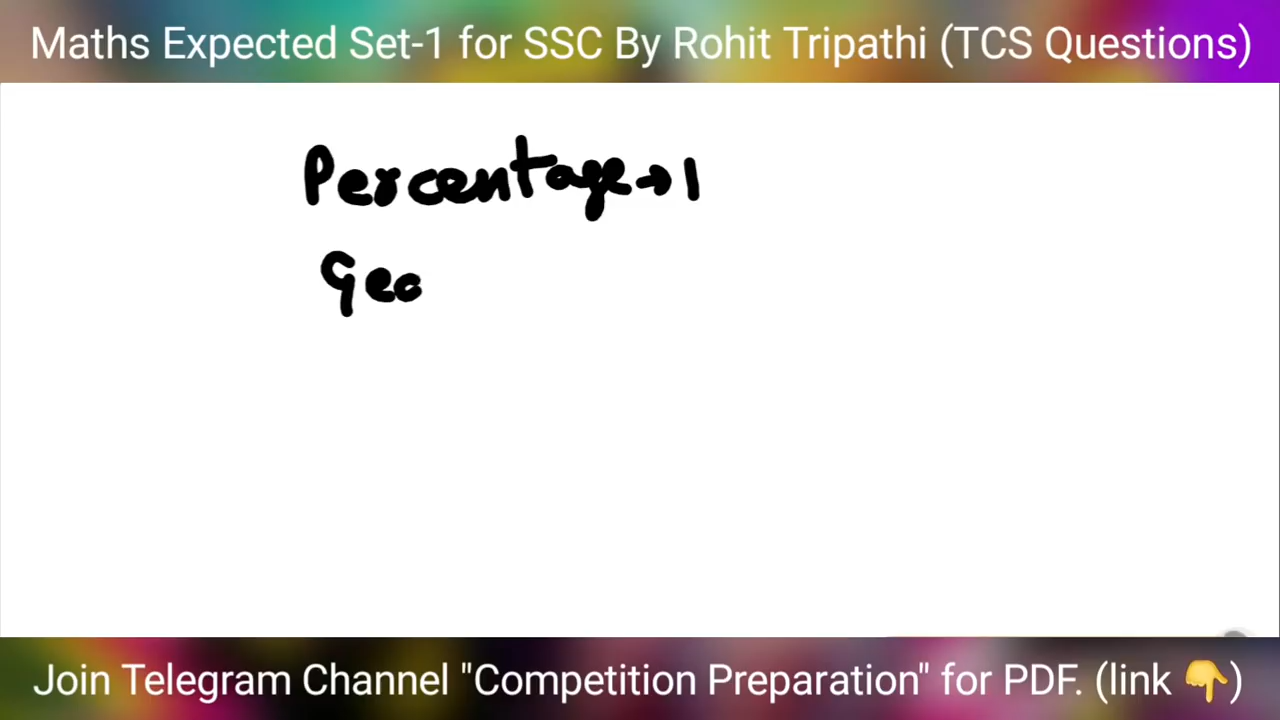 Maths Expected Set-1 for SSC By Rohit Tripathi (TCS Questions)
Percentage → 1
Geo
Join Telegram Channel "Competition Preparation" for PDF. (link 👇)